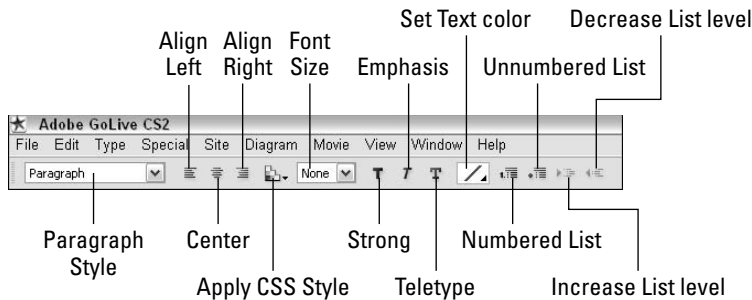 Set Text color Decrease List level
Align Left
Align Right
Font Size
Emphasis Unnumbered List
Adobe GoLive CS2
File Edit Type Special Site Diagram Movie View Window Help
Paragraph None T T T
Paragraph Style
Center Strong Numbered List
Apply CSS Style Teletype Increase List level